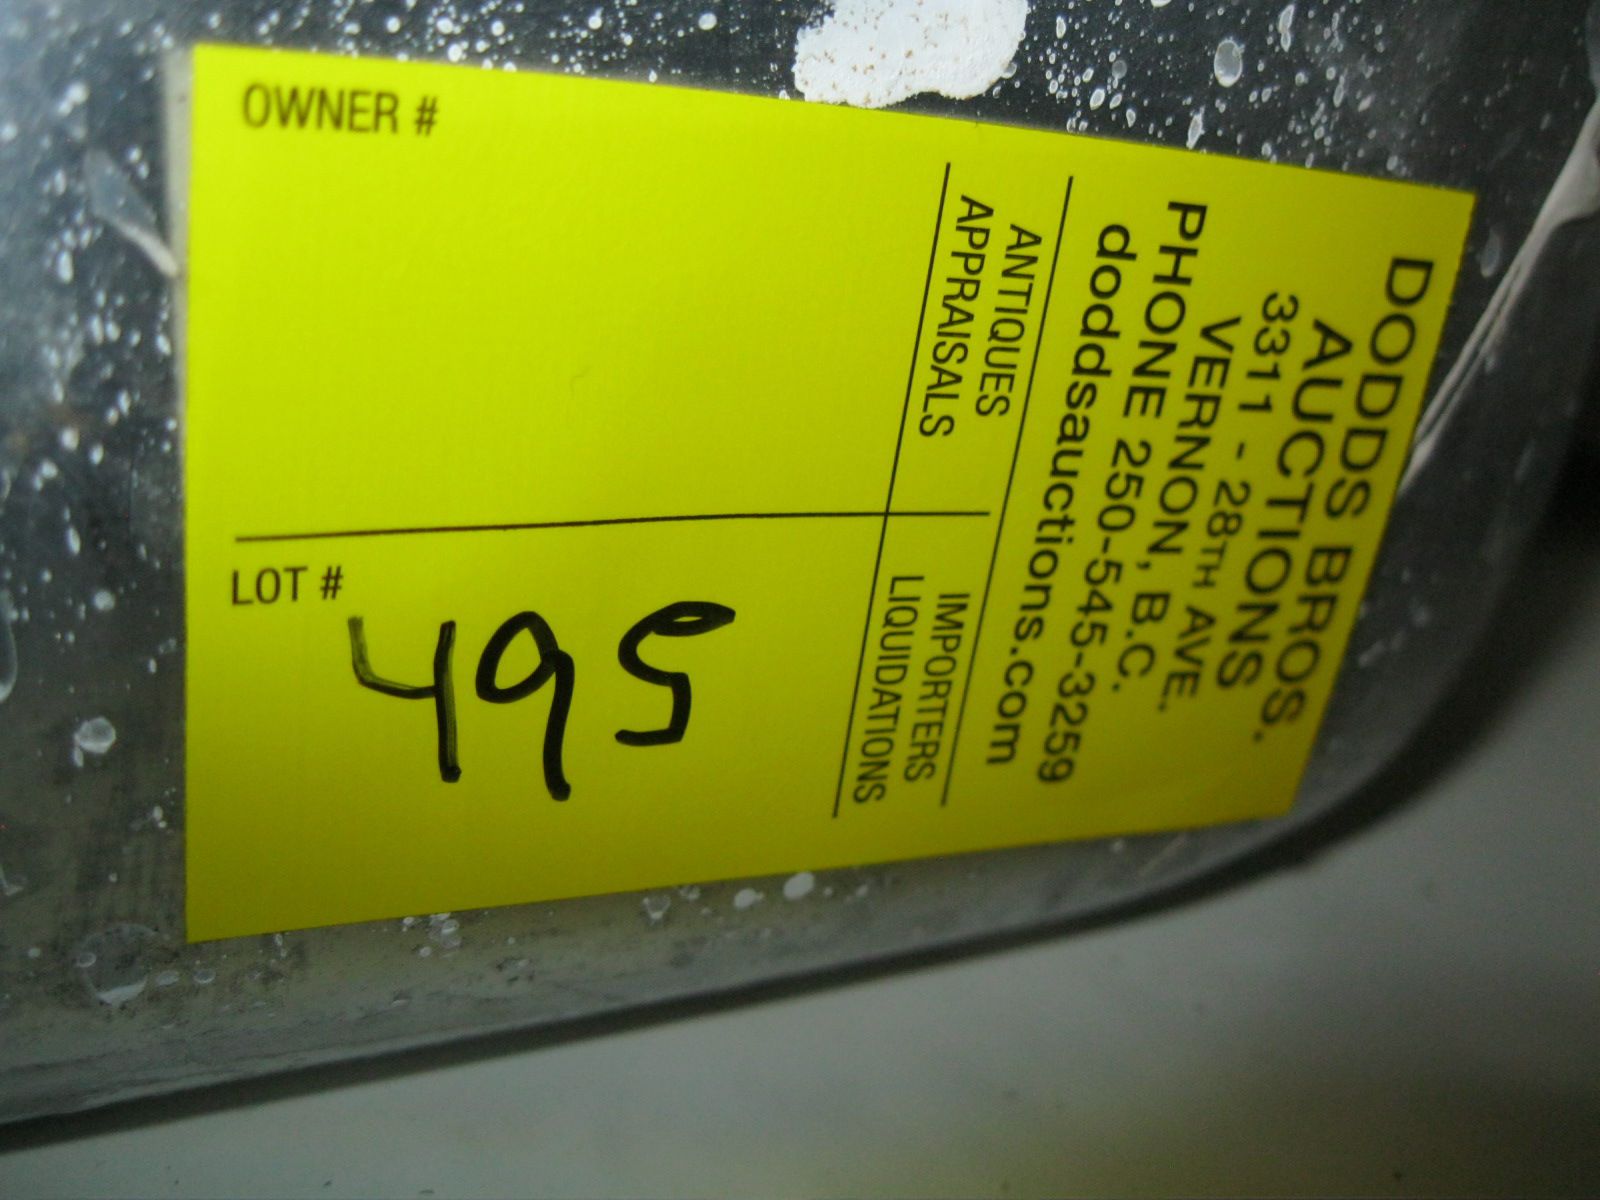 DODDS BROS.
AUCTIONS
3311 - 28TH AVE.
VERNON, B.C.
PHONE 250-545-3259
doddsauctions.com
ANTIQUES
APPRAISALS
IMPORTERS
LIQUIDATIONS
OWNER #
LOT #
495